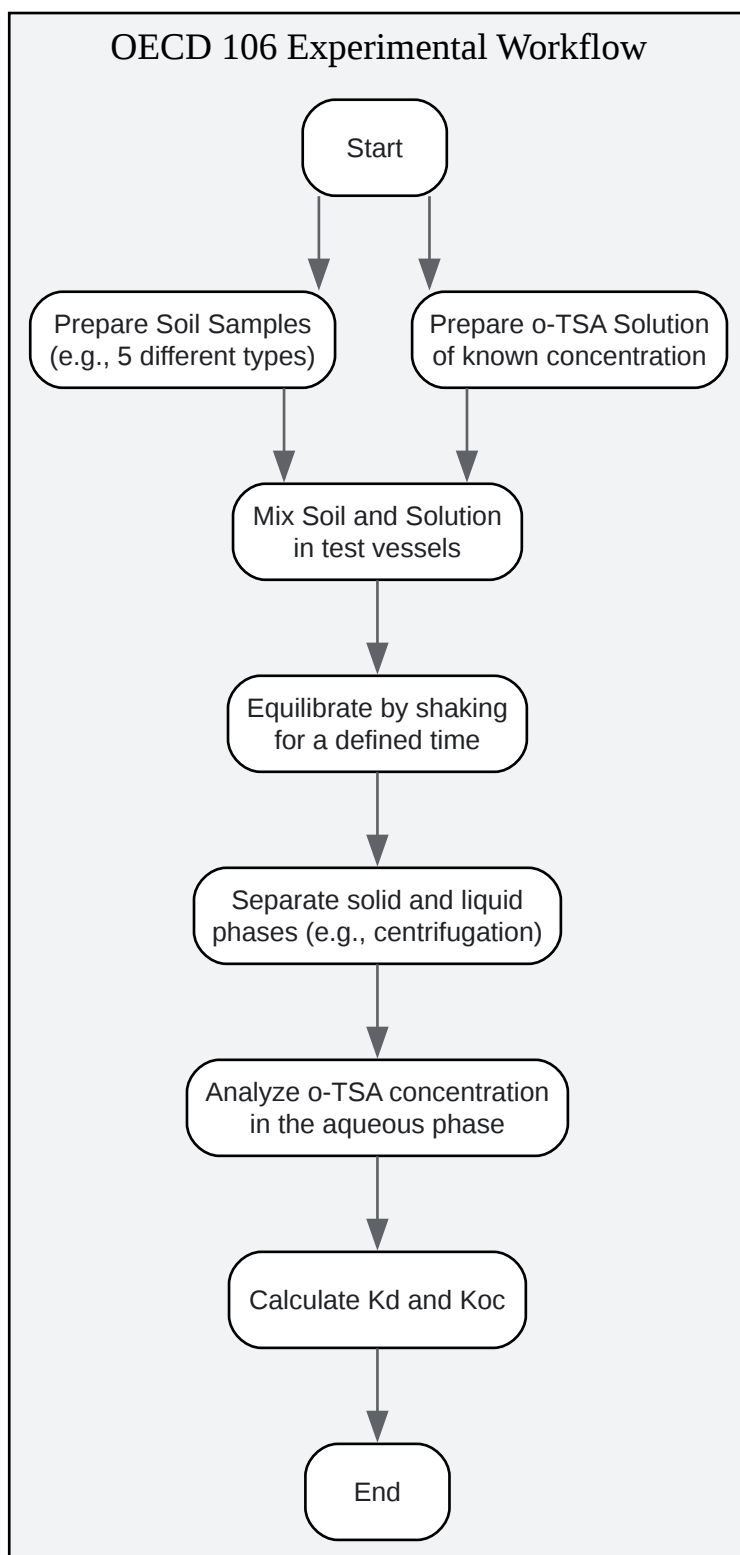 OECD 106 Experimental Workflow
Start
Prepare Soil Samples
(e.g., 5 different types)
Prepare o-TSA Solution
of known concentration
Mix Soil and Solution
in test vessels
Equilibrate by shaking
for a defined time
Separate solid and liquid
phases (e.g., centrifugation)
Analyze o-TSA concentration
in the aqueous phase
Calculate Kd and Koc
End